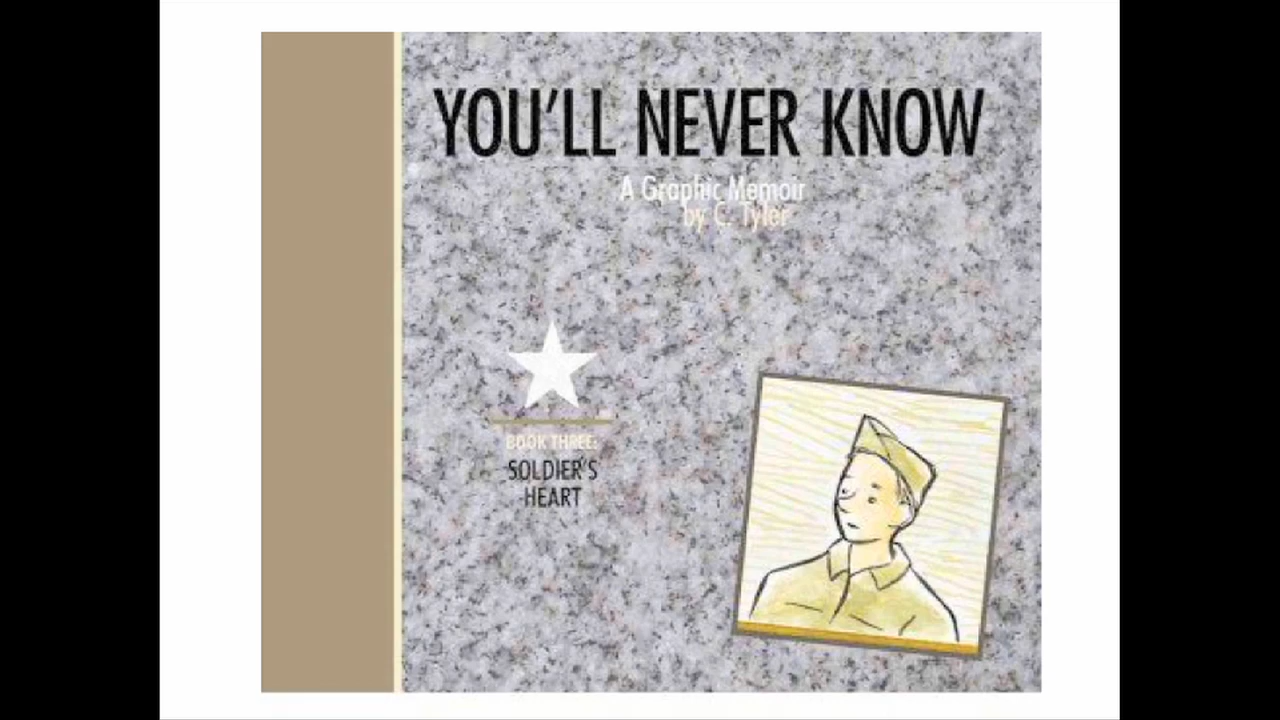 YOU'LL NEVER KNOW
A Graphic Memoir
by C. Tyler
BOOK THREE:
SOLDIER'S
HEART